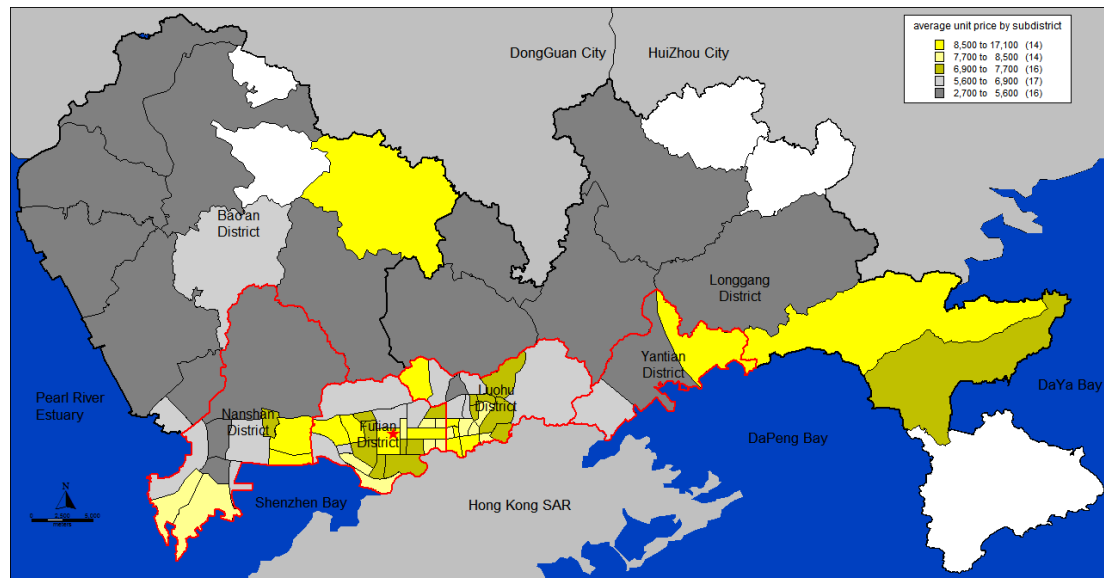 DongGuan City
HuiZhou City
average unit price by subdistrict
8,500 to 17,100 (14)
7,700 to 8,500 (14)
6,900 to 7,700 (16)
5,600 to 6,900 (17)
2,700 to 5,600 (16)
Bao'an
District
Longgang
District
Yantian
District
Luohu
District
Pearl River
Estuary
Nanshan
District
Futian
District
DaYa Bay
DaPeng Bay
N
Shenzhen Bay
Hong Kong SAR
meters